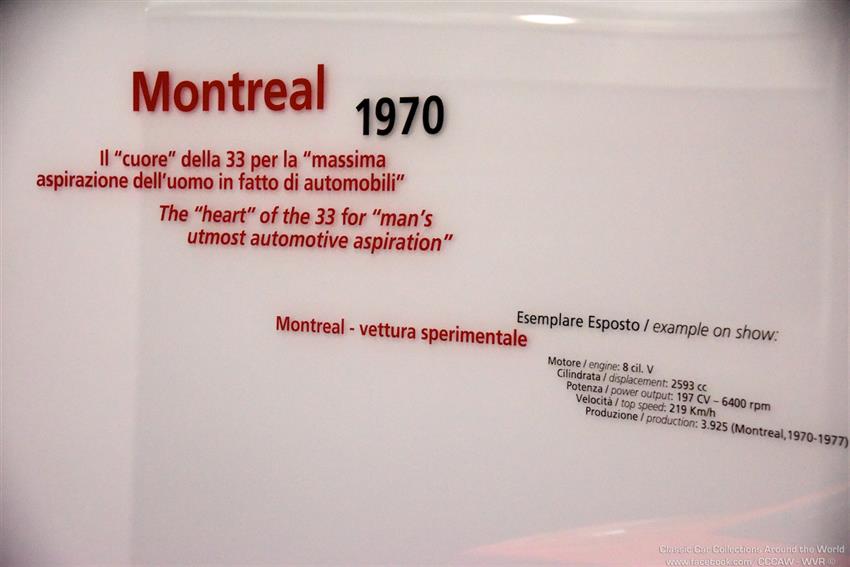 Montreal
1970
Il “cuore” della 33 per la “massima
aspirazione dell’uomo in fatto di automobili”
The “heart” of the 33 for “man’s
utmost automotive aspiration”
Montreal - vettura sperimentale
Esemplare Esposto / example on show:
Motore / engine: 8 cil. V
Cilindrata / displacement: 2593 cc
Potenza / power output: 197 CV – 6400 rpm
Velocità / top speed: 219 Km/h
Produzione / production: 3.925 (Montreal,1970-1977)
Classic Car Collections Around the World
www.facebook.com/CCCAW - WVR ©